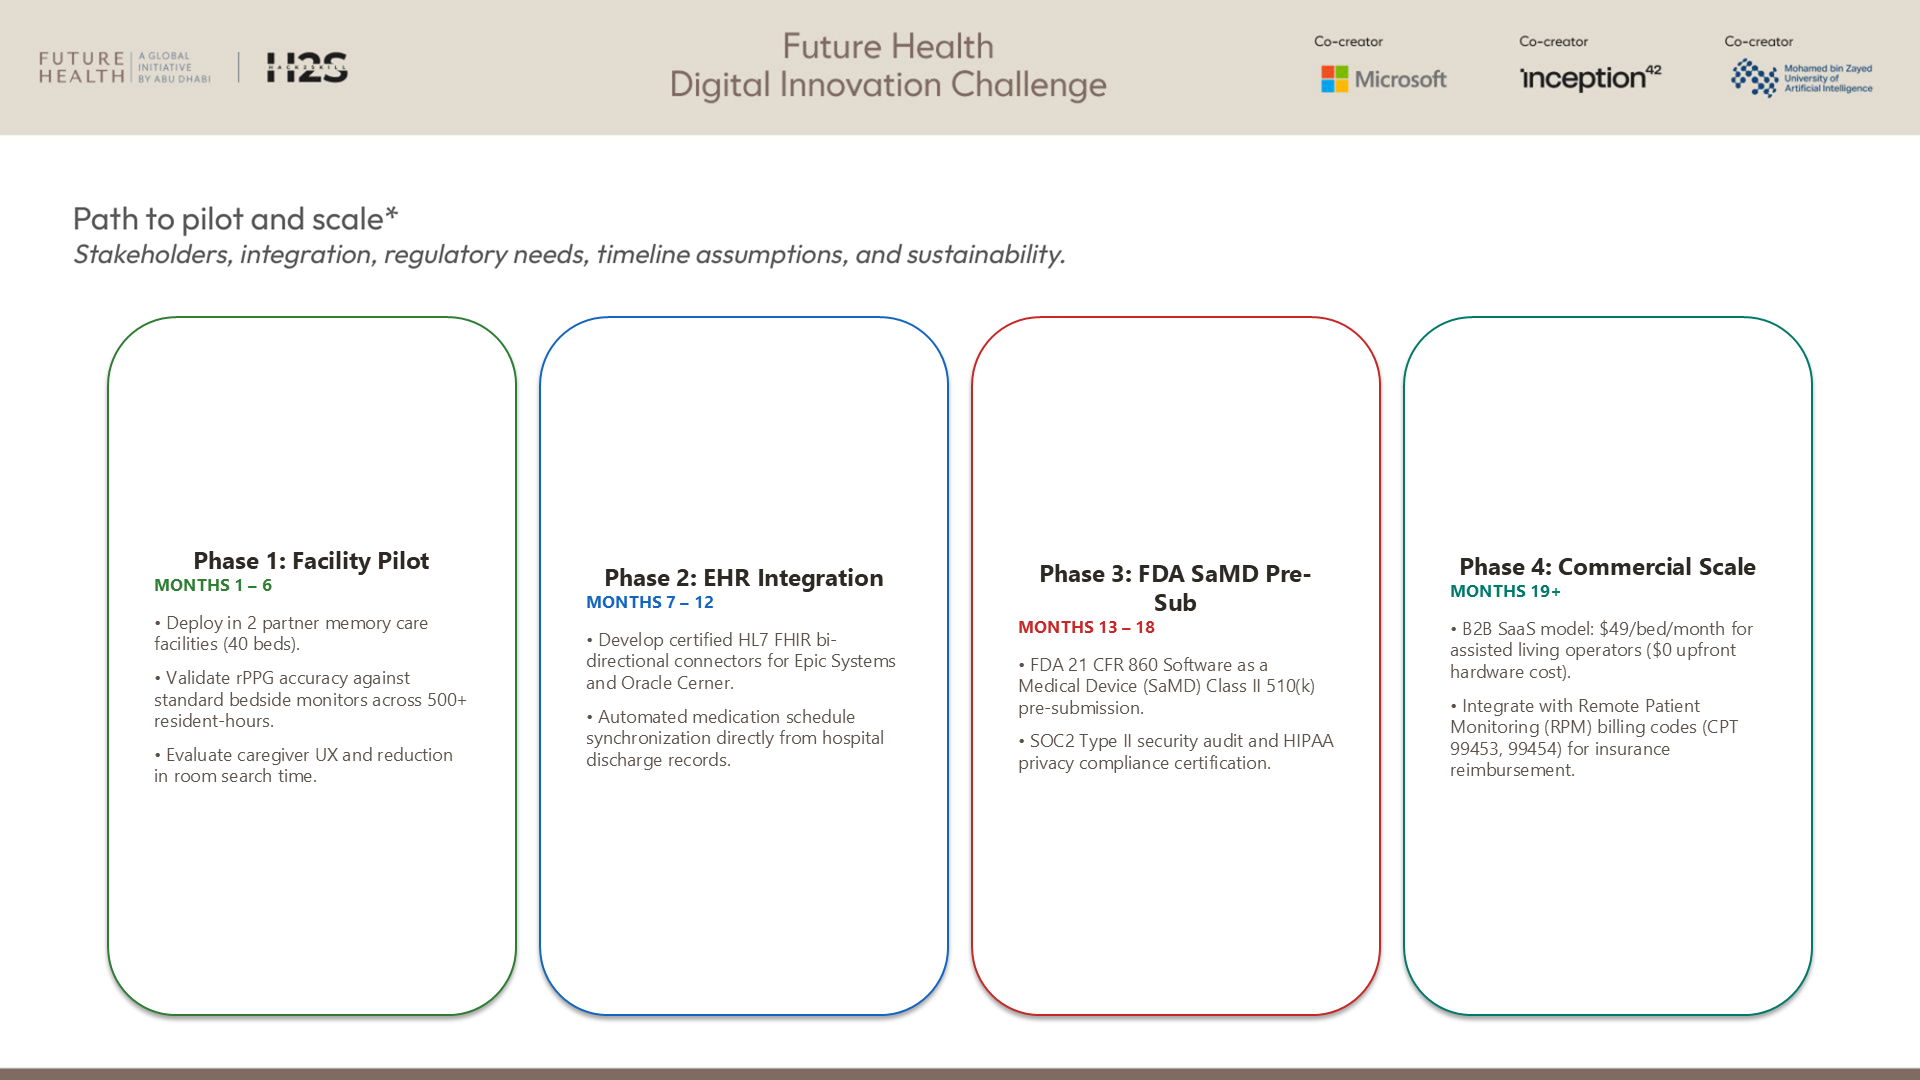 FUTURE
HEALTH
A GLOBAL
INITIATIVE
BY ABU DHABI
H2S
HACK2SKILL
Future Health
Digital Innovation Challenge
Co-creator
Microsoft
Co-creator
inception42
Co-creator
Mohamed bin Zayed
University of
Artificial Intelligence
Path to pilot and scale*
Stakeholders, integration, regulatory needs, timeline assumptions, and sustainability.
Phase 1: Facility Pilot
MONTHS 1 – 6
• Deploy in 2 partner memory care
facilities (40 beds).
• Validate rPPG accuracy against
standard bedside monitors across 500+
resident-hours.
• Evaluate caregiver UX and reduction
in room search time.
Phase 2: EHR Integration
MONTHS 7 – 12
• Develop certified HL7 FHIR bi-
directional connectors for Epic Systems
and Oracle Cerner.
• Automated medication schedule
synchronization directly from hospital
discharge records.
Phase 3: FDA SaMD Pre-
Sub
MONTHS 13 – 18
• FDA 21 CFR 860 Software as a
Medical Device (SaMD) Class II 510(k)
pre-submission.
• SOC2 Type II security audit and HIPAA
privacy compliance certification.
Phase 4: Commercial Scale
MONTHS 19+
• B2B SaaS model: $49/bed/month for
assisted living operators ($0 upfront
hardware cost).
• Integrate with Remote Patient
Monitoring (RPM) billing codes (CPT
99453, 99454) for insurance
reimbursement.